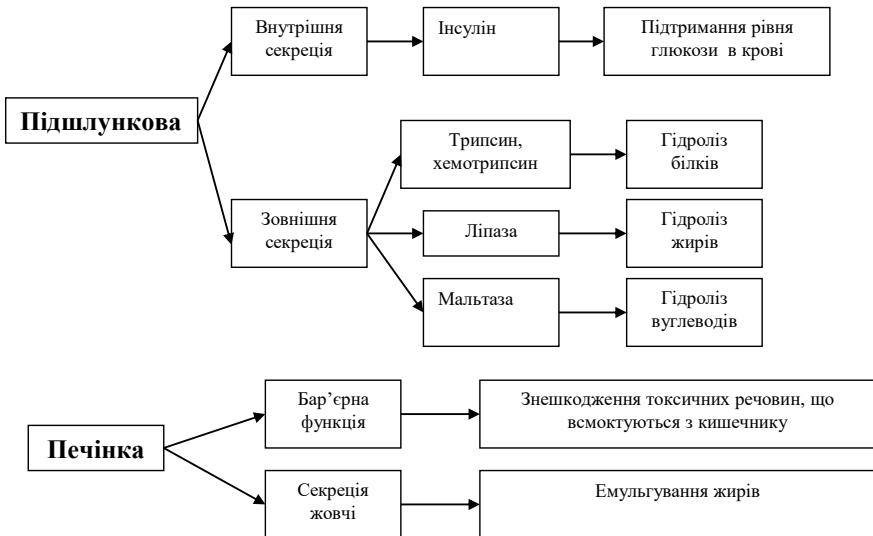 Внутрішня
секреція
Інсулін
Підтримання рівня
глюкози в крові
Підшлункова
Зовнішня
секреція
Трипсин,
хемотрипсин
Гідроліз
білків
Ліпаза
Гідроліз
жирів
Мальтаза
Гідроліз
вуглеводів
Печінка
Бар’єрна
функція
Знешкодження токсичних речовин, що
всмоктуються з кишечнику
Секреція
жовчі
Емульгування жирів